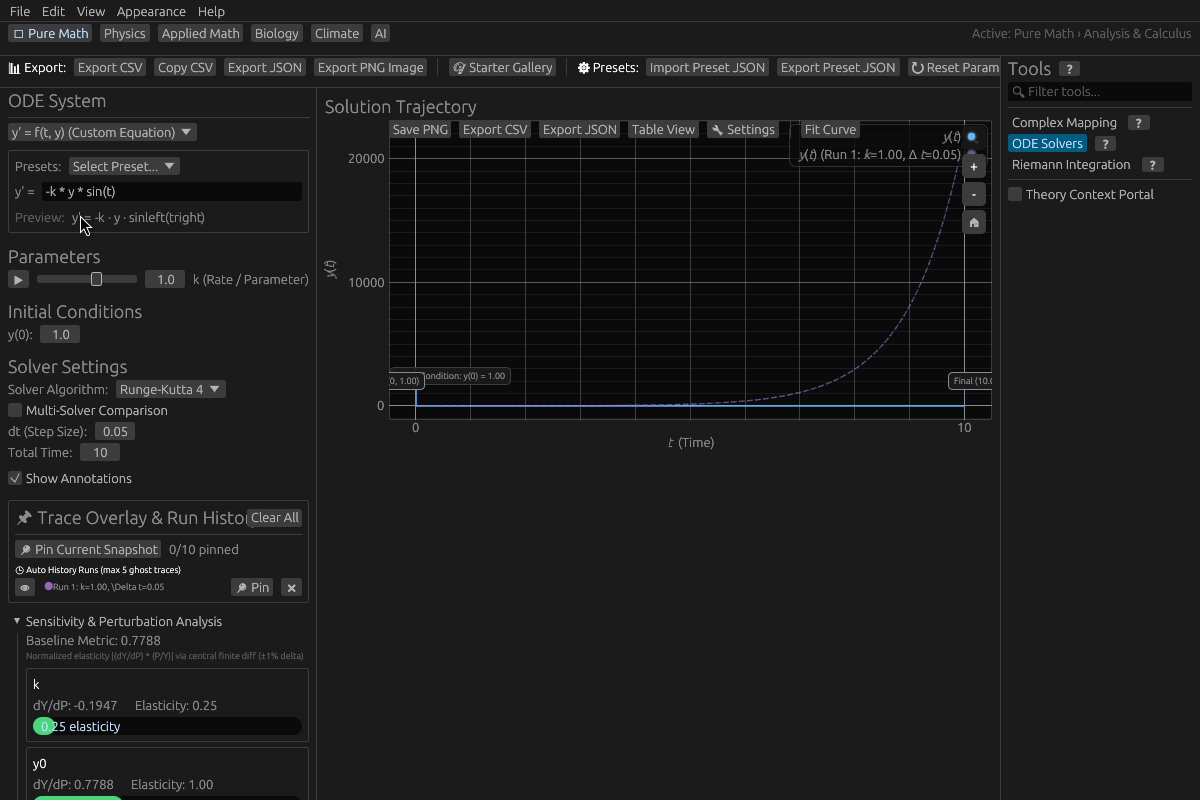 File Edit View Appearance Help
Pure Math Physics Applied Math Biology Climate AI Active: Pure Math › Analysis & Calculus
Export: Export CSV Copy CSV Export JSON Export PNG Image Starter Gallery Presets: Import Preset JSON Export Preset JSON Reset Param
ODE System
y' = f(t, y) (Custom Equation)
Presets: Select Preset...
y' = -k * y * sin(t)
Preview: y' = -k · y · sinleft(tright)
Parameters
1.0 k (Rate / Parameter)
Initial Conditions
y(0): 1.0
Solver Settings
Solver Algorithm: Runge-Kutta 4
Multi-Solver Comparison
dt (Step Size): 0.05
Total Time: 10
Show Annotations
Trace Overlay & Run Histo Clear All
Pin Current Snapshot 0/10 pinned
Auto History Runs (max 5 ghost traces)
Run 1: k=1.00, \Delta t=0.05 Pin
Sensitivity & Perturbation Analysis
Baseline Metric: 0.7788
Normalized elasticity |(dY/dP) * (P/Y)| via central finite diff (±1% delta)
k
dY/dP: -0.1947 Elasticity: 0.25
0.25 elasticity
y0
dY/dP: 0.7788 Elasticity: 1.00
Solution Trajectory
Save PNG Export CSV Export JSON Table View Settings Fit Curve
y(t)
y(t) (Run 1: k=1.00, Δ t=0.05)
+
-
20000
10000
0
y(t)
0, 1.00)
ondition: y(0) = 1.00
Final (10.0
0 10
t (Time)
Tools ?
Filter tools...
Complex Mapping ?
ODE Solvers ?
Riemann Integration ?
Theory Context Portal